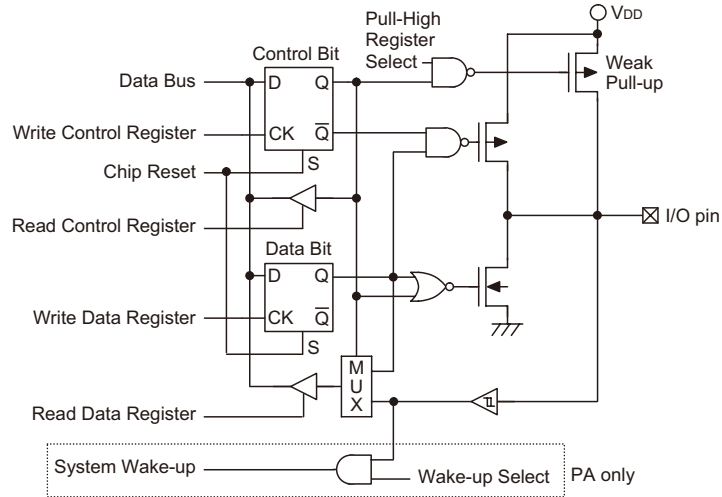 VDD
Pull-High
Register
Select
Control Bit
Weak
Pull-up
Data Bus
D
Q
Write Control Register
CK
Q
Chip Reset
S
Read Control Register
I/O pin
Data Bit
D
Q
Write Data Register
CK
Q
S
M
U
X
Read Data Register
System Wake-up
Wake-up Select
PA only